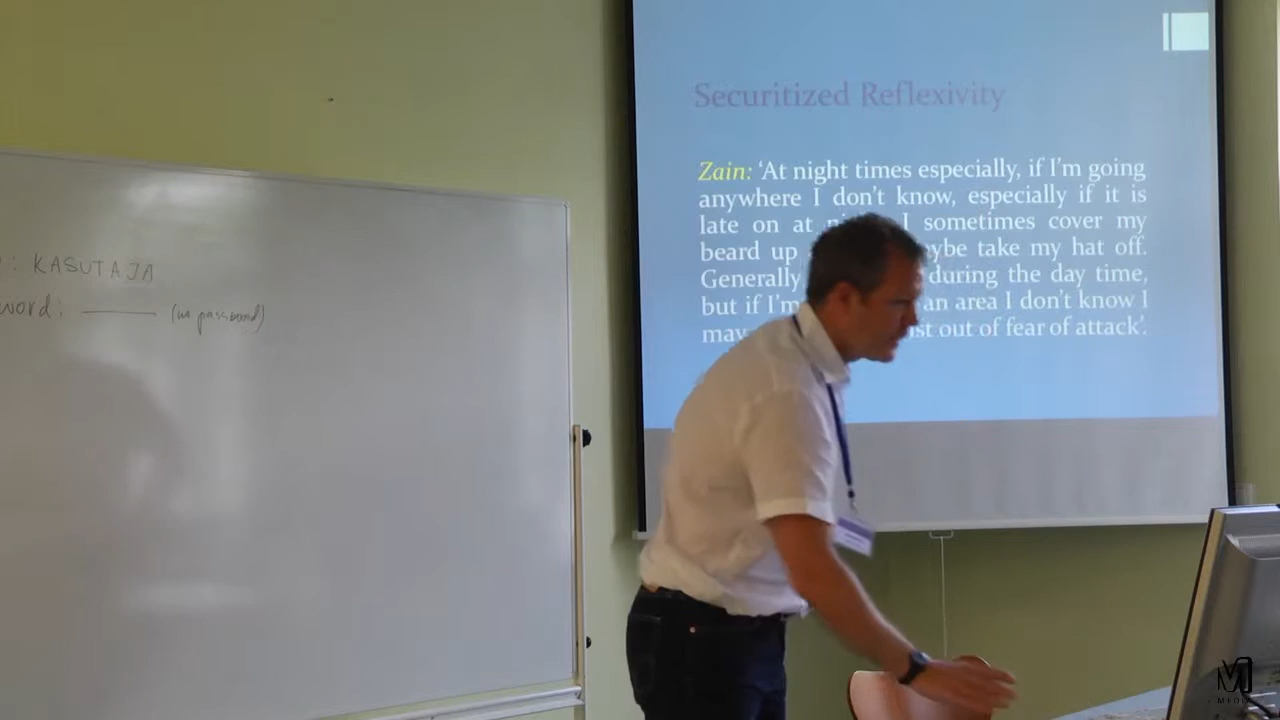 KASUTAJA
word: ______ (no password)
Securitized Reflexivity
Zain: ‘At night times especially, if I’m going
anywhere I don’t know, especially if it is
late on at I sometimes cover my
beard up take my hat off.
Generally during the day time,
but if I’m an area I don’t know I
may out of fear of attack’.
M
MEDIA